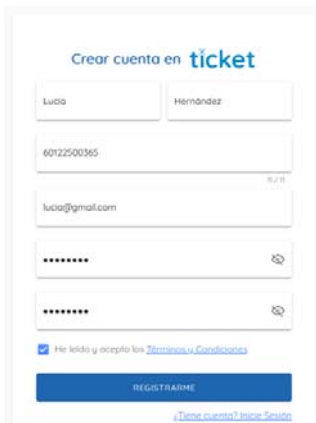 Crear cuenta en ticket
Lucía Hernández
60122500365
11 / 11
lucia@gmail.com
••••••••
••••••••
He leído y acepto los Términos y Condiciones
REGISTRARME
¿Tiene cuenta? Inicie Sesión